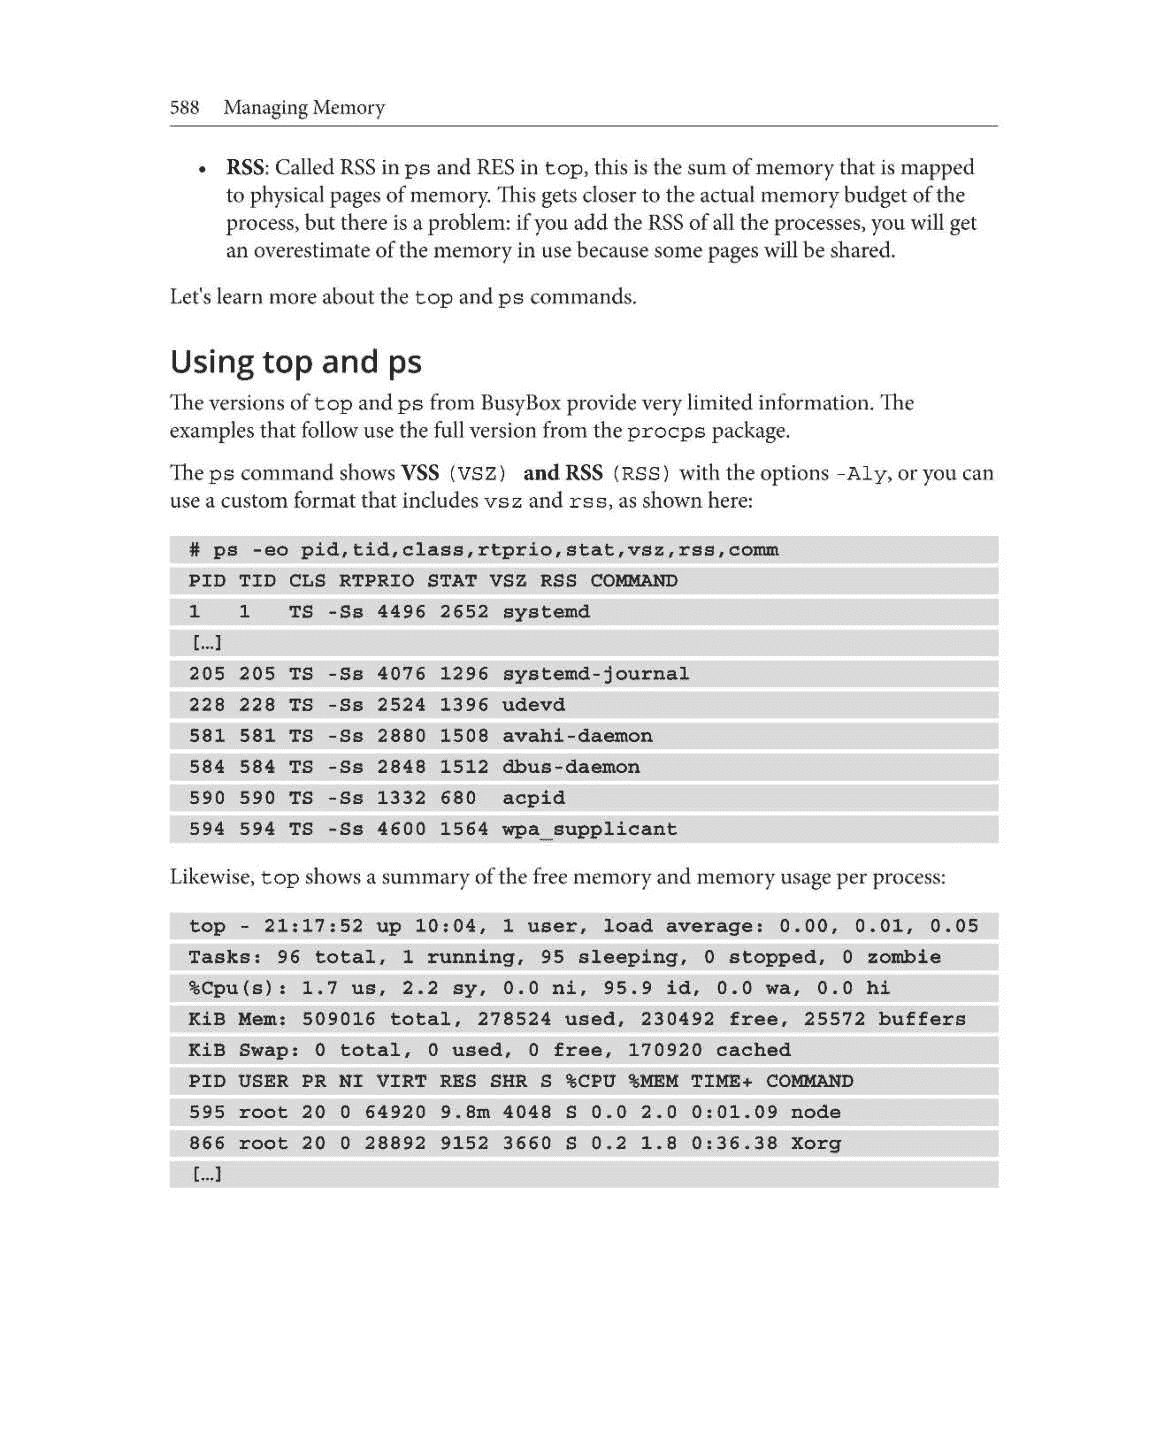 588 Managing Memory
• RSS: Called RSS in ps and RES in top, this is the sum of memory that is mapped
to physical pages of memory. This gets closer to the actual memory budget of the
process, but there is a problem: if you add the RSS of all the processes, you will get
an overestimate of the memory in use because some pages will be shared.
Let's learn more about the top and ps commands.
Using top and ps
The versions of top and ps from BusyBox provide very limited information. The
examples that follow use the full version from the procps package.
The ps command shows VSS (VSZ) and RSS (RSS) with the options -Aly, or you can
use a custom format that includes vsz and rss, as shown here:
# ps -eo pid,tid,class,rtprio,stat,vsz,rss,comm
PID TID CLS RTPRIO STAT VSZ RSS COMMAND
1 1 TS -Ss 4496 2652 systemd
[…]
205 205 TS -Ss 4076 1296 systemd-journal
228 228 TS -Ss 2524 1396 udevd
581 581 TS -Ss 2880 1508 avahi-daemon
584 584 TS -Ss 2848 1512 dbus-daemon
590 590 TS -Ss 1332 680 acpid
594 594 TS -Ss 4600 1564 wpa_supplicant
Likewise, top shows a summary of the free memory and memory usage per process:
top - 21:17:52 up 10:04, 1 user, load average: 0.00, 0.01, 0.05
Tasks: 96 total, 1 running, 95 sleeping, 0 stopped, 0 zombie
%Cpu(s): 1.7 us, 2.2 sy, 0.0 ni, 95.9 id, 0.0 wa, 0.0 hi
KiB Mem: 509016 total, 278524 used, 230492 free, 25572 buffers
KiB Swap: 0 total, 0 used, 0 free, 170920 cached
PID USER PR NI VIRT RES SHR S %CPU %MEM TIME+ COMMAND
595 root 20 0 64920 9.8m 4048 S 0.0 2.0 0:01.09 node
866 root 20 0 28892 9152 3660 S 0.2 1.8 0:36.38 Xorg
[…]